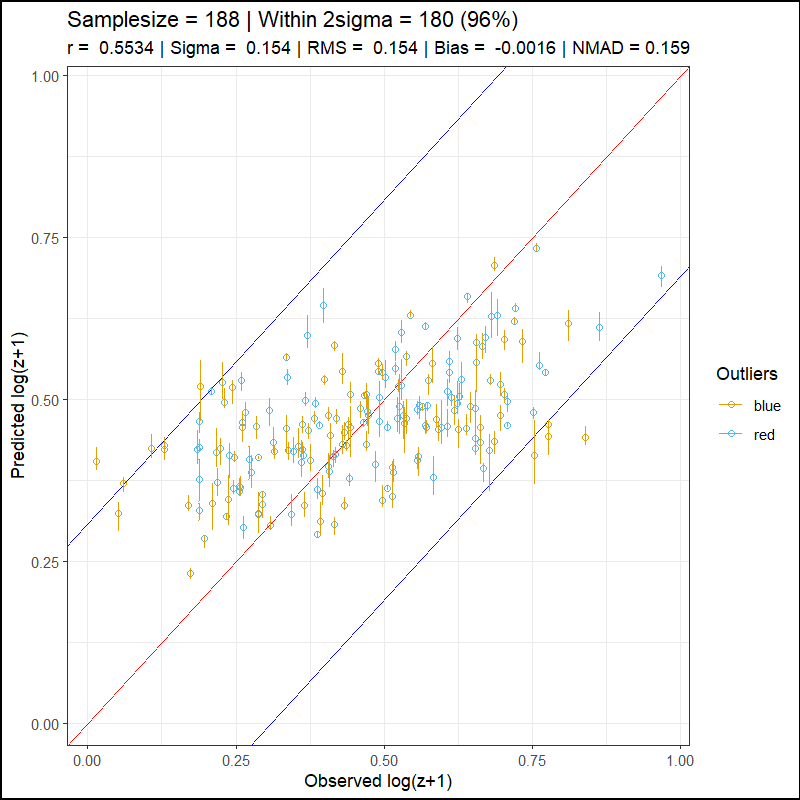 Samplesize = 188 | Within 2sigma = 180 (96%)
r = 0.5534 | Sigma = 0.154 | RMS = 0.154 | Bias = -0.0016 | NMAD = 0.159
1.00
0.75
0.50
0.25
0.00
Predicted log(z+1)
0.00 0.25 0.50 0.75 1.00
Observed log(z+1)
Outliers
blue
red